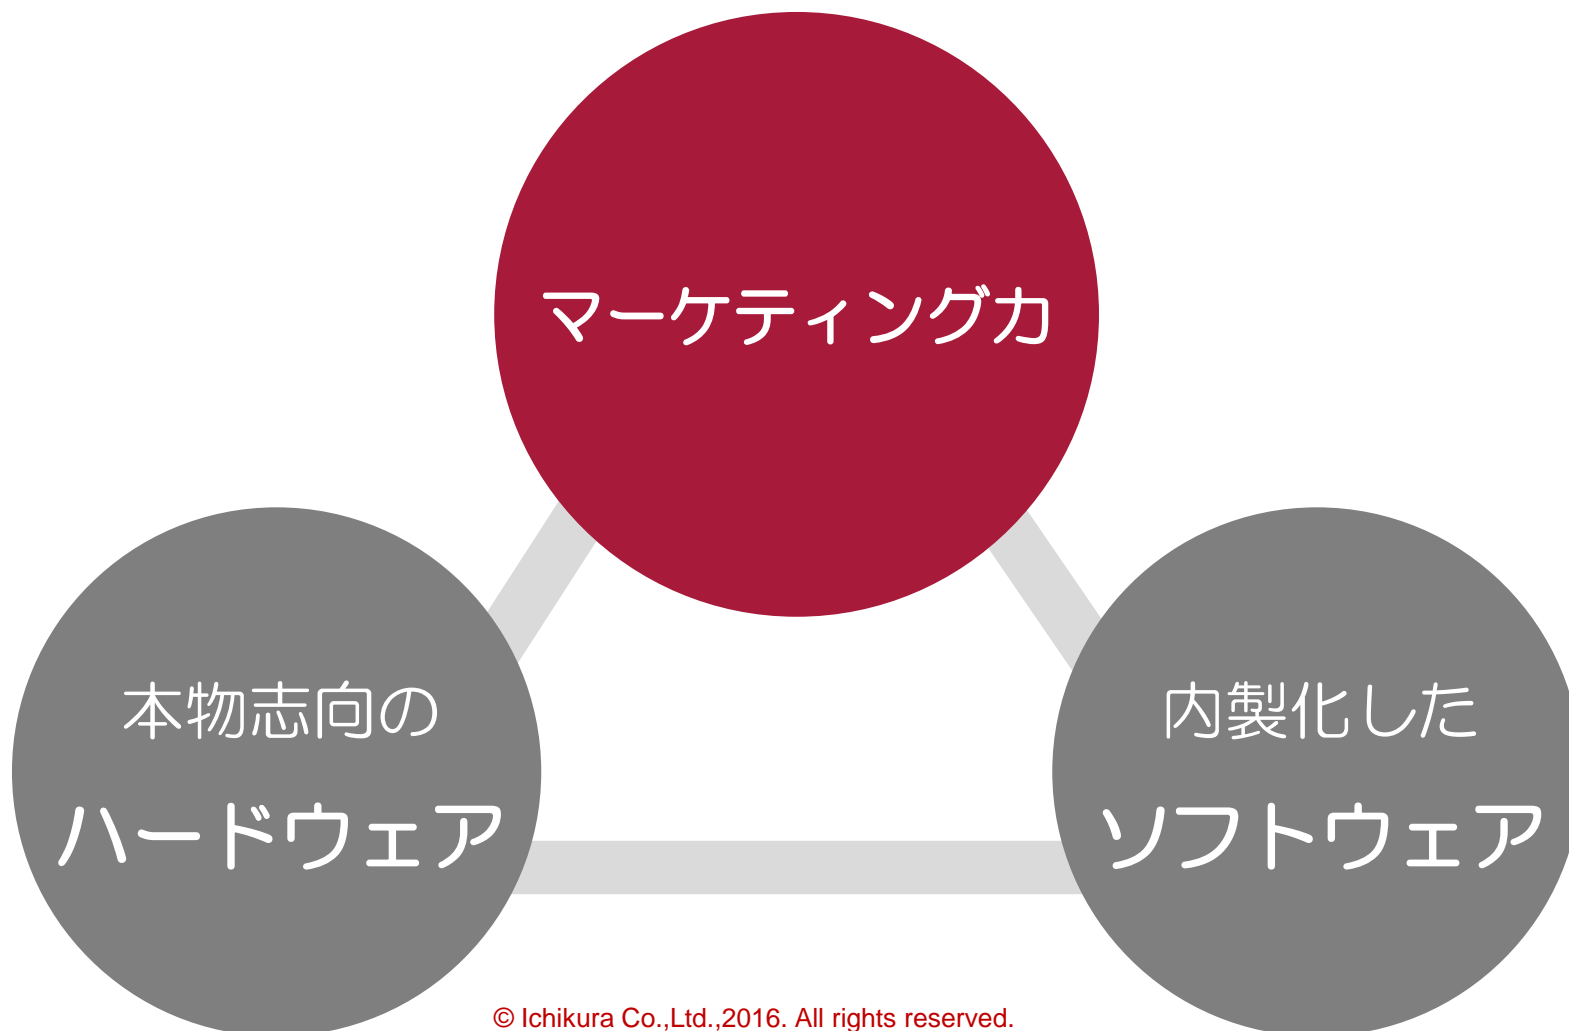 マーケティング力
本物志向の
ハードウェア
内製化した
ソフトウェア
© Ichikura Co.,Ltd.,2016. All rights reserved.